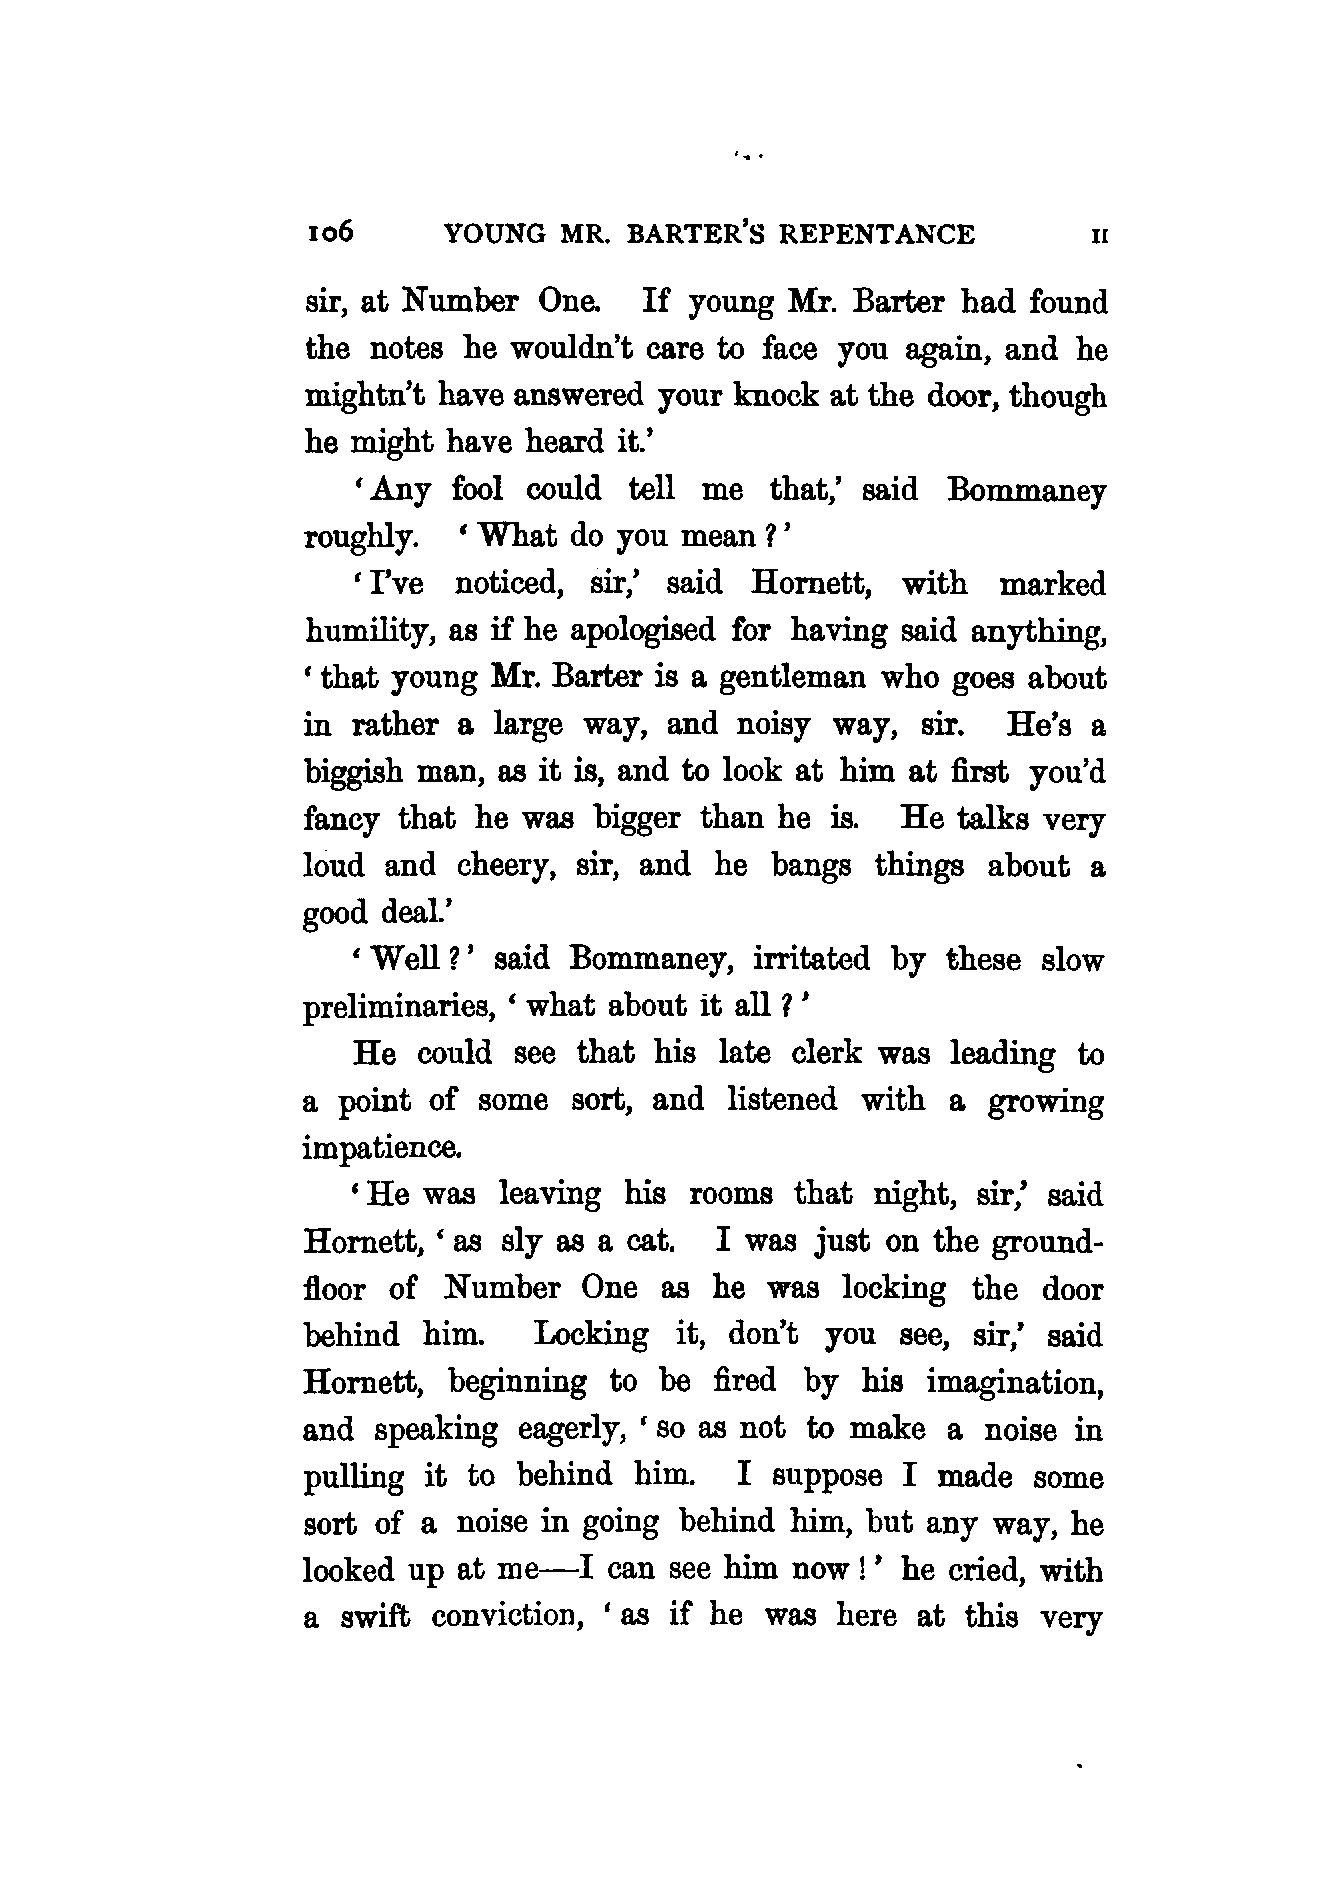 106 YOUNG MR. BARTER'S REPENTANCE II
sir, at Number One. If young Mr. Barter had found
the notes he wouldn't care to face you again, and he
mightn't have answered your knock at the door, though
he might have heard it.'
'Any fool could tell me that,' said Bommaney
roughly. 'What do you mean?'
'I've noticed, sir,' said Hornett, with marked
humility, as if he apologised for having said anything,
'that young Mr. Barter is a gentleman who goes about
in rather a large way, and noisy way, sir. He's a
biggish man, as it is, and to look at him at first you'd
fancy that he was bigger than he is. He talks very
loud and cheery, sir, and he bangs things about a
good deal.'
'Well?' said Bommaney, irritated by these slow
preliminaries, 'what about it all?'
He could see that his late clerk was leading to
a point of some sort, and listened with a growing
impatience.
'He was leaving his rooms that night, sir,' said
Hornett, 'as sly as a cat. I was just on the ground-
floor of Number One as he was locking the door
behind him. Locking it, don't you see, sir,' said
Hornett, beginning to be fired by his imagination,
and speaking eagerly, 'so as not to make a noise in
pulling it to behind him. I suppose I made some
sort of a noise in going behind him, but any way, he
looked up at me—I can see him now!' he cried, with
a swift conviction, 'as if he was here at this very